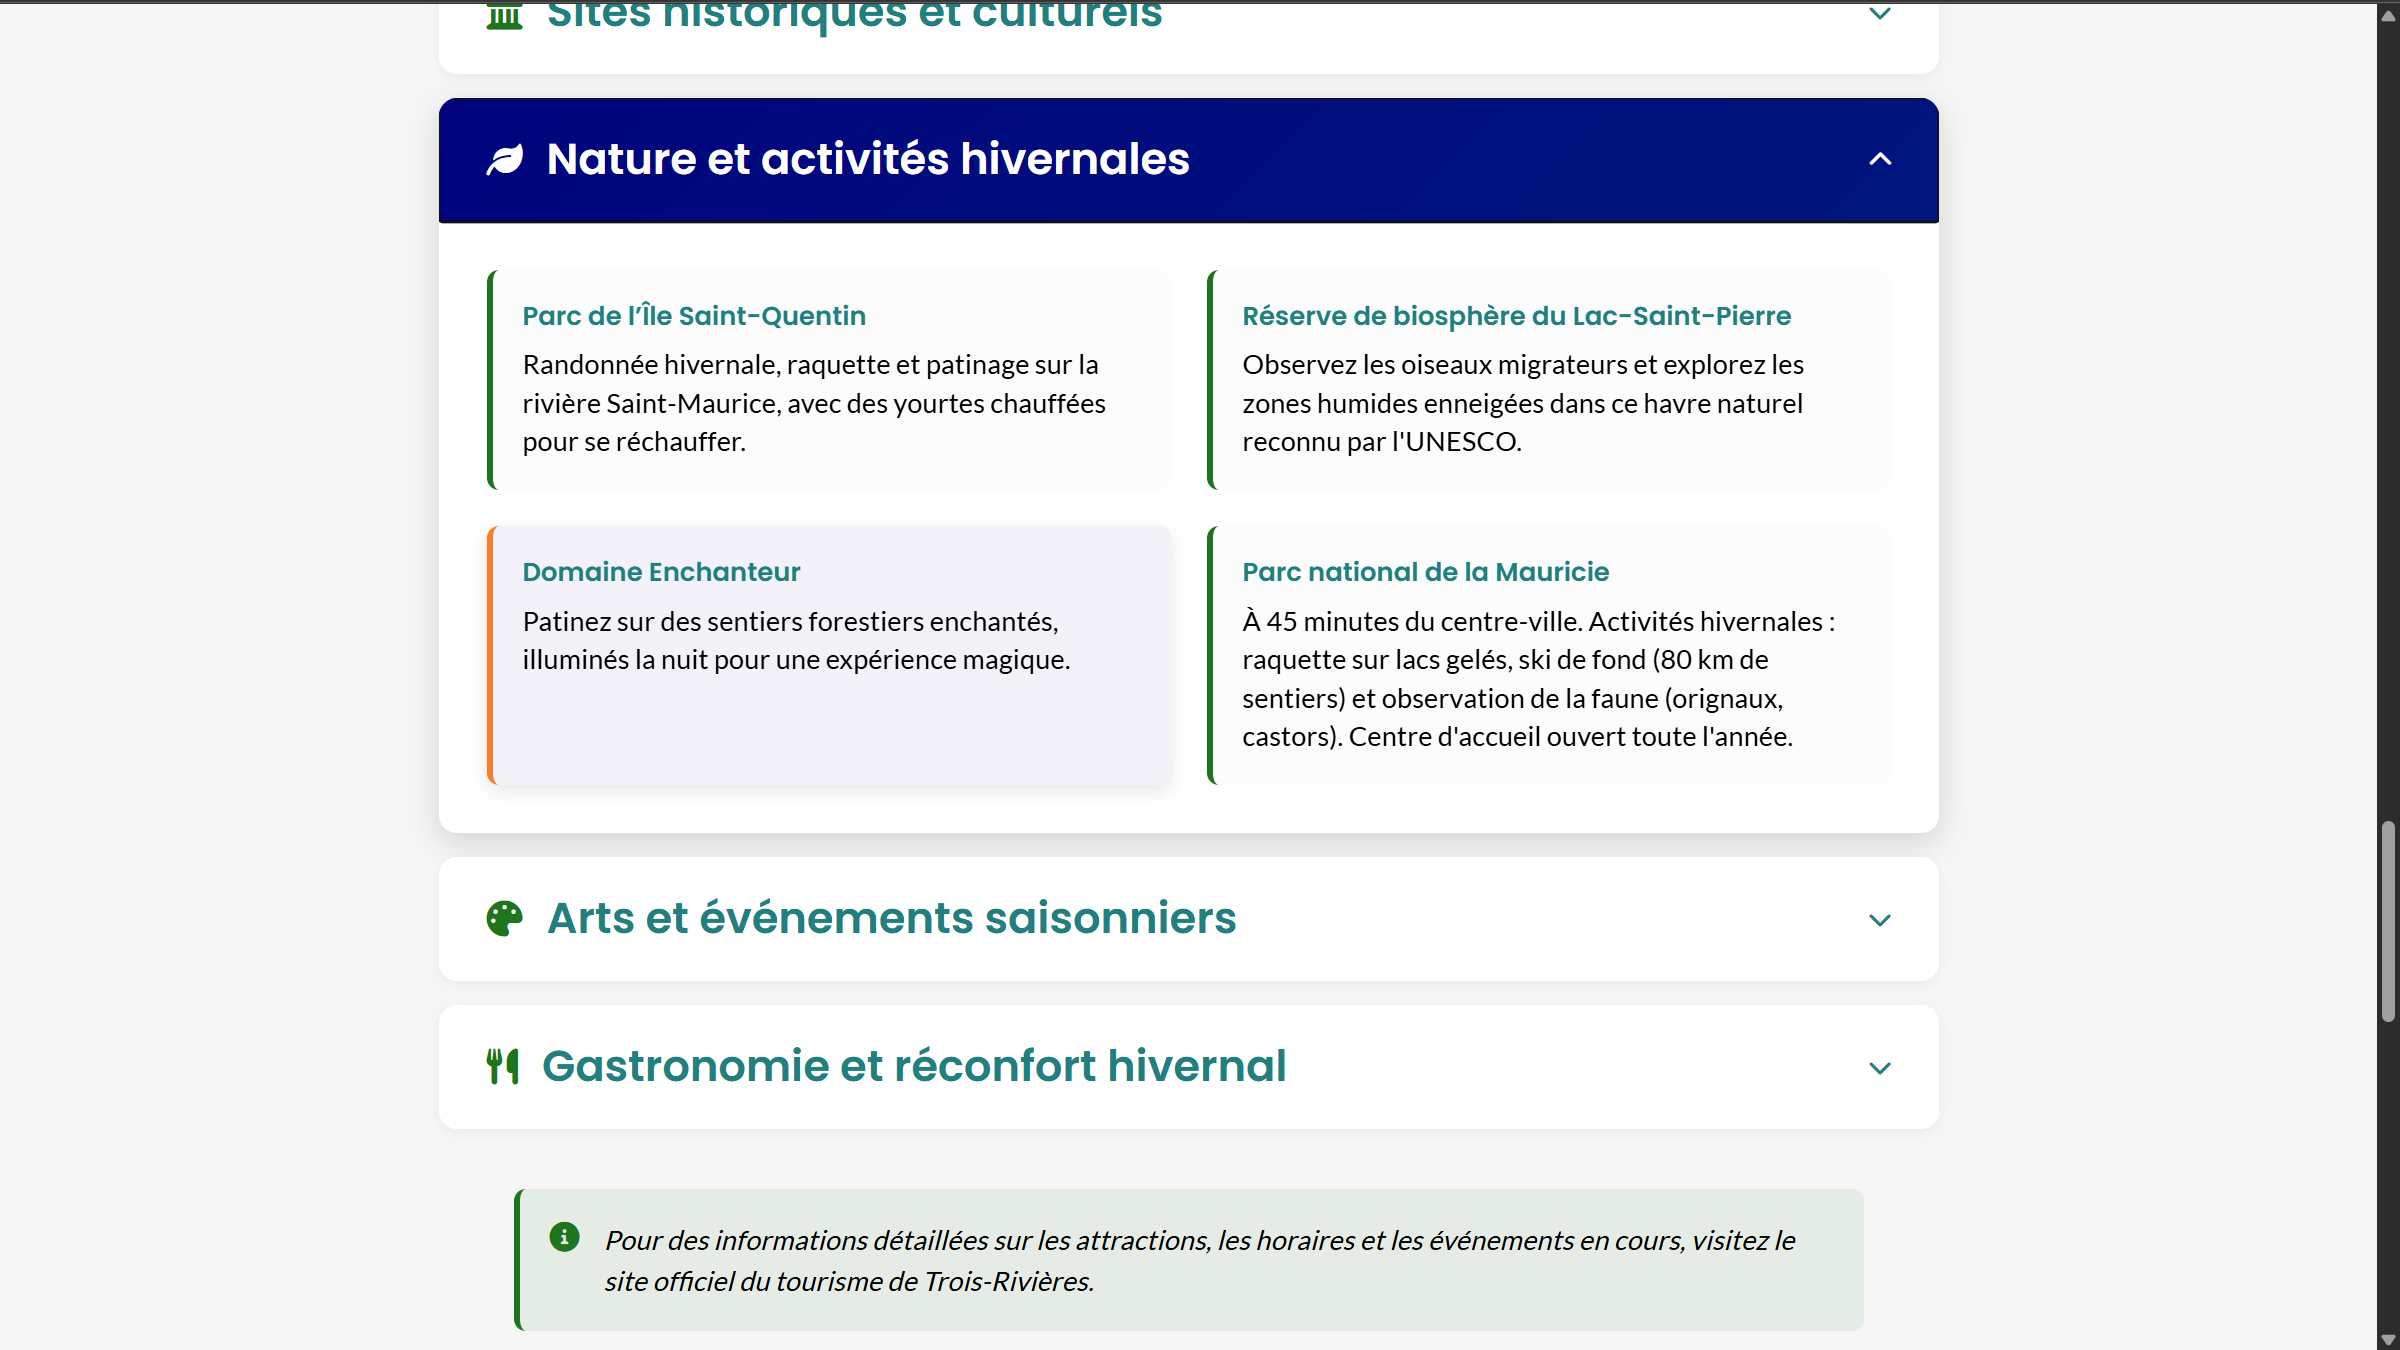 Sites historiques et culturels
Nature et activités hivernales
Parc de l’Île Saint-Quentin
Randonnée hivernale, raquette et patinage sur la
rivière Saint-Maurice, avec des yourtes chauffées
pour se réchauffer.
Réserve de biosphère du Lac-Saint-Pierre
Observez les oiseaux migrateurs et explorez les
zones humides enneigées dans ce havre naturel
reconnu par l'UNESCO.
Domaine Enchanteur
Patinez sur des sentiers forestiers enchantés,
illuminés la nuit pour une expérience magique.
Parc national de la Mauricie
À 45 minutes du centre-ville. Activités hivernales :
raquette sur lacs gelés, ski de fond (80 km de
sentiers) et observation de la faune (orignaux,
castors). Centre d'accueil ouvert toute l'année.
Arts et événements saisonniers
Gastronomie et réconfort hivernal
Pour des informations détaillées sur les attractions, les horaires et les événements en cours, visitez le
site officiel du tourisme de Trois-Rivières.